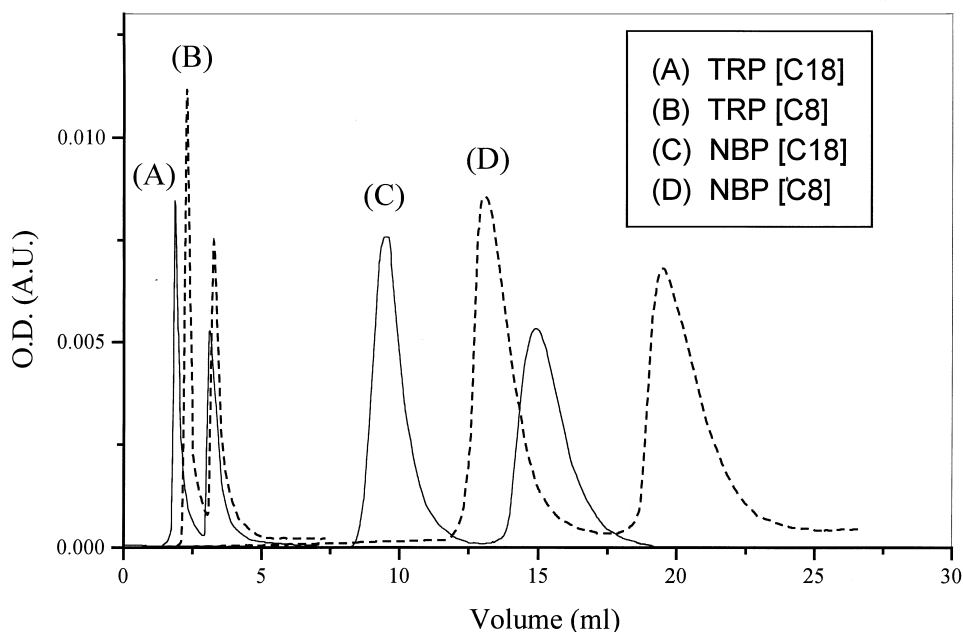 (A) TRP [C18]
(B) TRP [C8]
(C) NBP [C18]
(D) NBP [C8]
(B)
(A)
(C)
(D)
0.010
0.005
0.000
O.D. (A.U.)
0 5 10 15 20 25 30
Volume (ml)